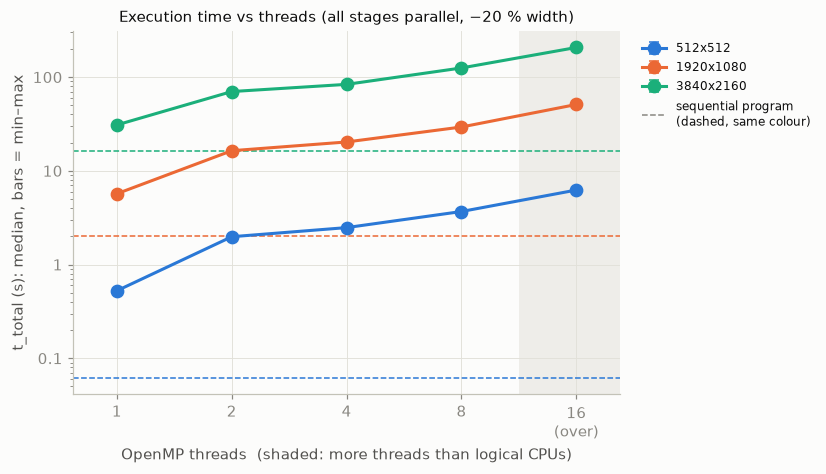 Execution time vs threads (all stages parallel, −20 % width)
t_total (s): median, bars = min–max
100
10
1
0.1
1
2
4
8
16
(over)
OpenMP threads  (shaded: more threads than logical CPUs)
512x512
1920x1080
3840x2160
sequential program
(dashed, same colour)